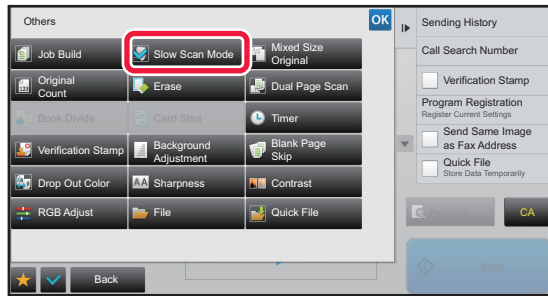 Others
OK
Job Build
Slow Scan Mode
Mixed Size
Original
Original
Count
Erase
Dual Page Scan
Book Divide
Card Shot
Timer
Verification Stamp
Background
Adjustment
Blank Page
Skip
Drop Out Color
AA Sharpness
Contrast
RGB Adjust
File
Quick File
Back
Sending History
Call Search Number
Verification Stamp
Program Registration
Register Current Settings
Send Same Image
as Fax Address
Quick File
Store Data Temporarily
CA
Start